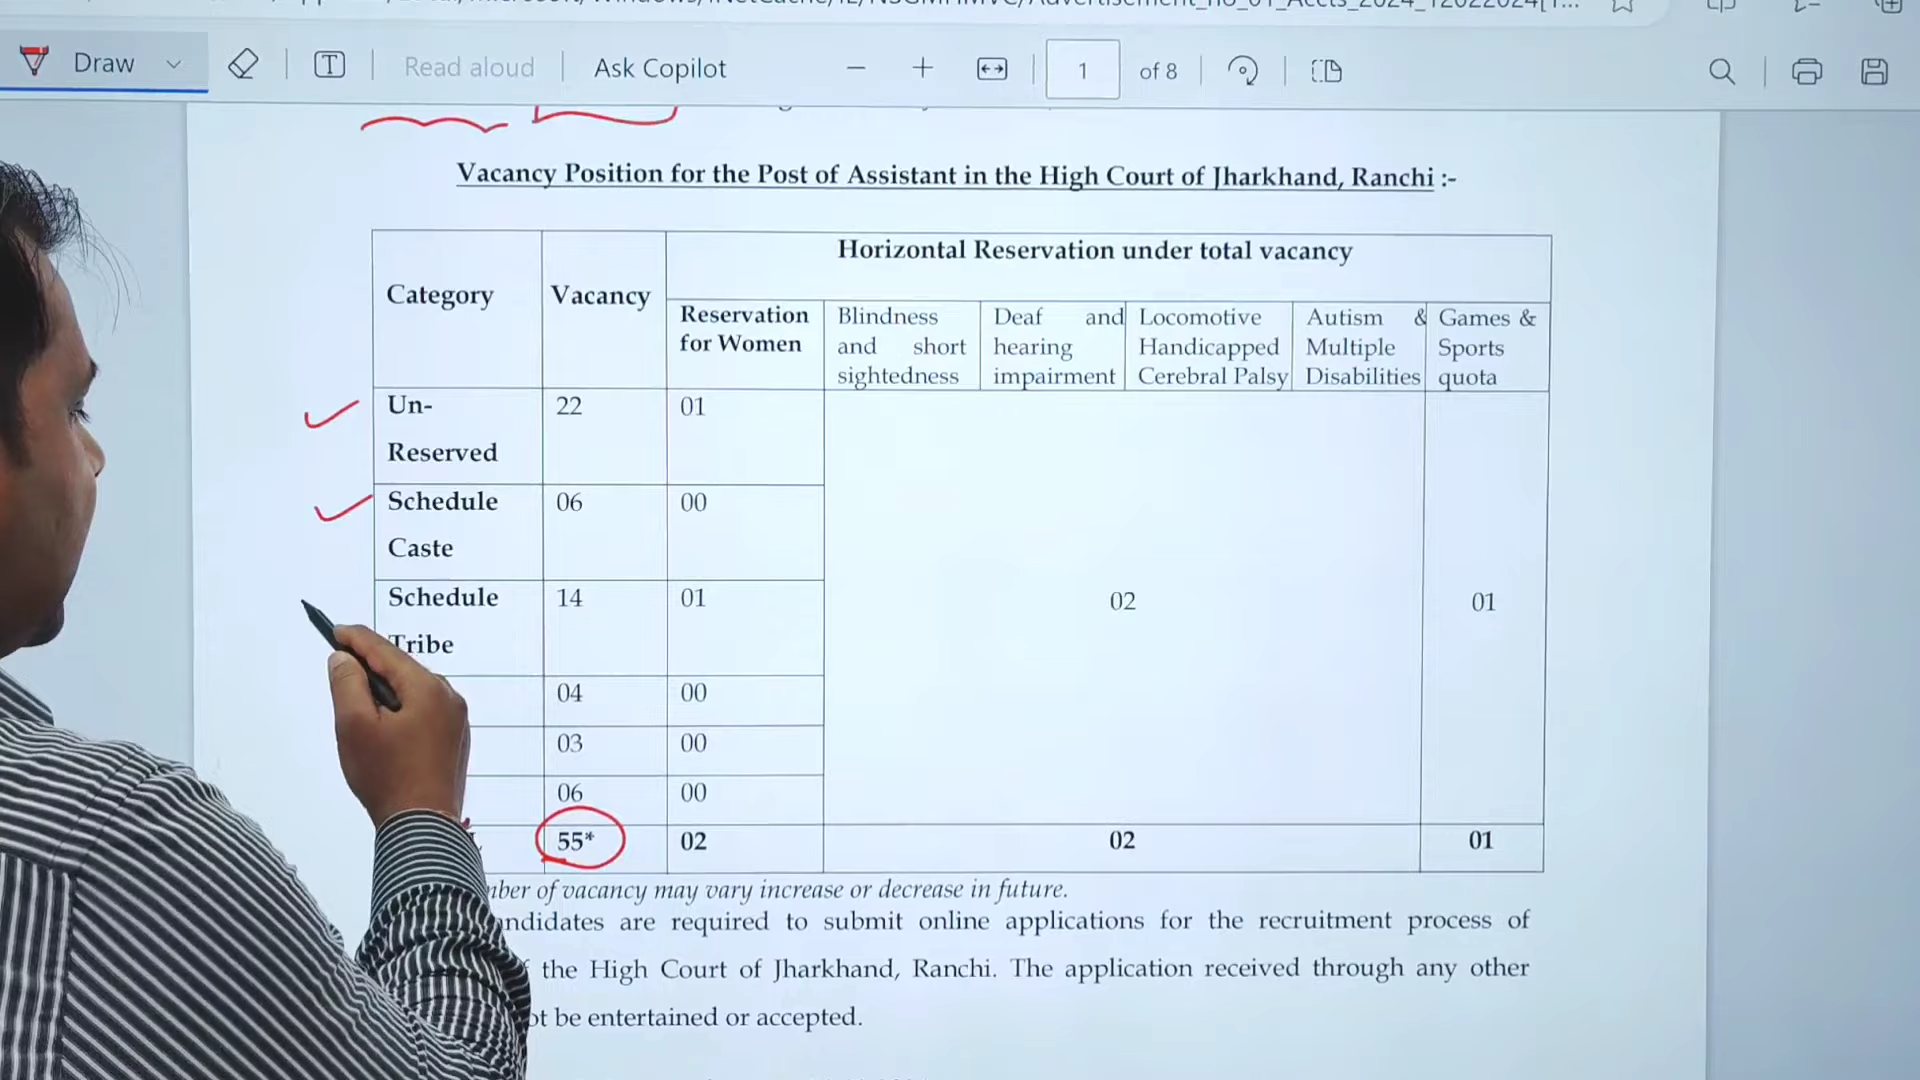 Draw
Read aloud
Ask Copilot
1 of 8
Vacancy Position for the Post of Assistant in the High Court of Jharkhand, Ranchi :-
Category
Vacancy
Horizontal Reservation under total vacancy
Reservation for Women
Blindness and short sightedness
Deaf and hearing impairment
Locomotive Handicapped Cerebral Palsy
Autism & Multiple Disabilities
Games & Sports quota
Un-
Reserved
22
01
Schedule
Caste
06
00
Schedule
Tribe
14
01
02
01
04
00
03
00
06
00
55*
02
02
01
of vacancy may vary increase or decrease in future.
are required to submit online applications for the recruitment process of
the High Court of Jharkhand, Ranchi. The application received through any other
be entertained or accepted.